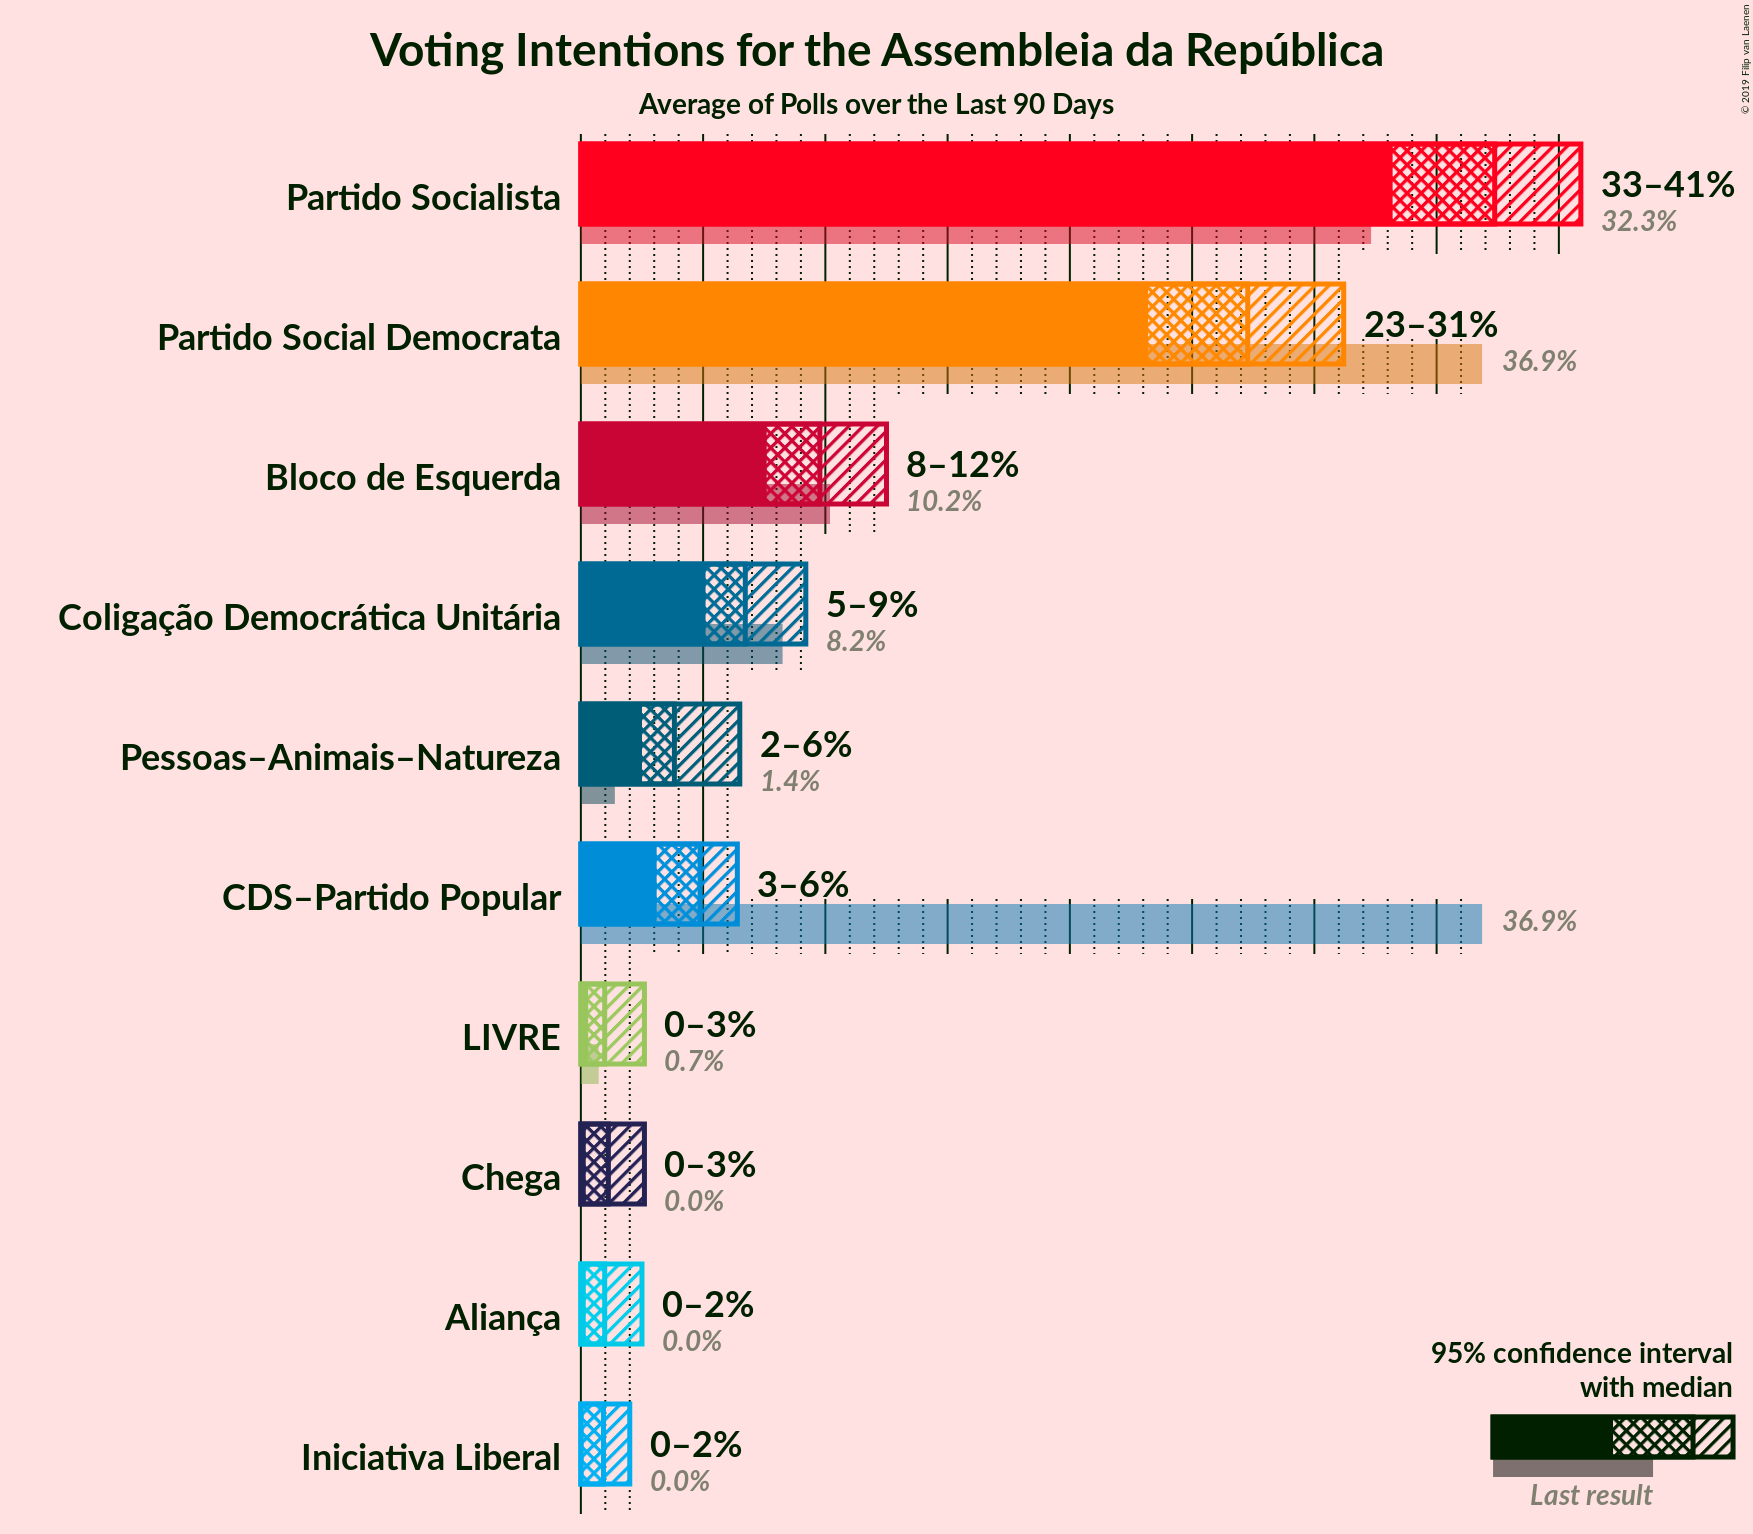 Voting Intentions for the Assembleia da República
Average of Polls over the Last 90 Days
© 2019 Filip van Laenen
Partido Socialista
33–41%
32.3%
Partido Social Democrata
23–31%
36.9%
Bloco de Esquerda
8–12%
10.2%
Coligação Democrática Unitária
5–9%
8.2%
Pessoas–Animais–Natureza
2–6%
1.4%
CDS–Partido Popular
3–6%
36.9%
LIVRE
0–3%
0.7%
Chega
0–3%
0.0%
Aliança
0–2%
0.0%
Iniciativa Liberal
0–2%
0.0%
95% confidence interval
with median
Last result